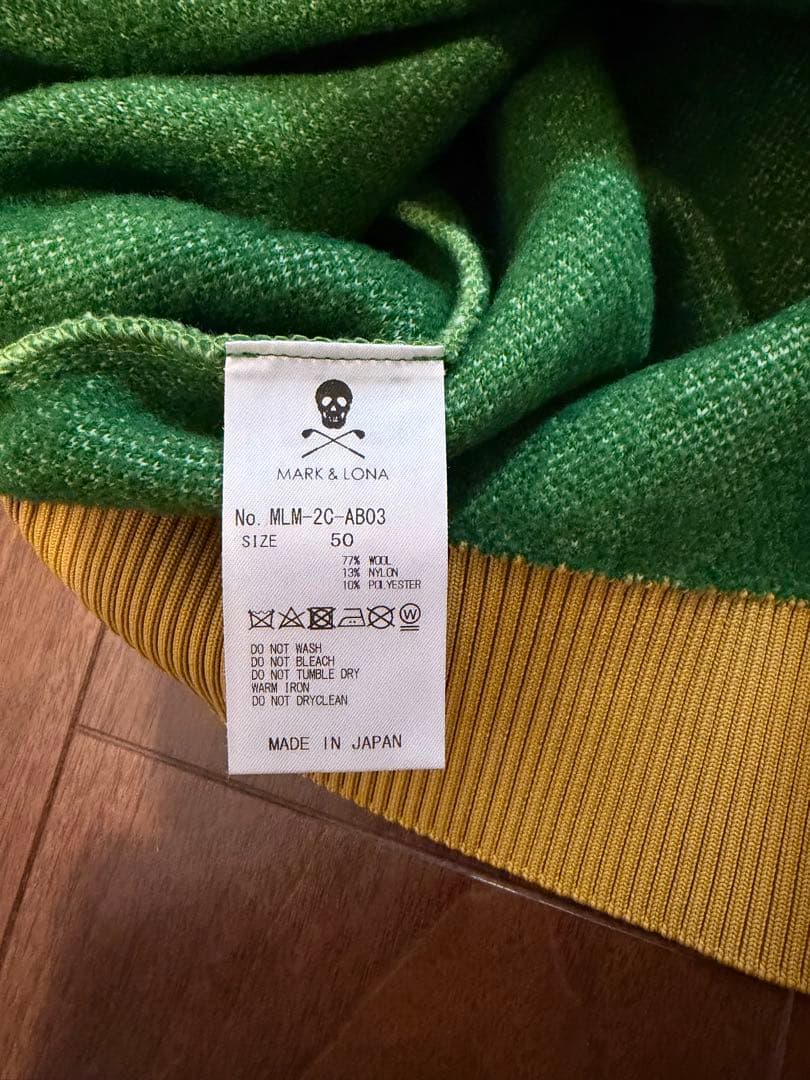 MARK & LONA
No. MLM-2C-AB03
SIZE 50
77% WOOL
13% NYLON
10% POLYESTER
W
DO NOT WASH
DO NOT BLEACH
DO NOT TUMBLE DRY
WARM IRON
DO NOT DRYCLEAN
MADE IN JAPAN